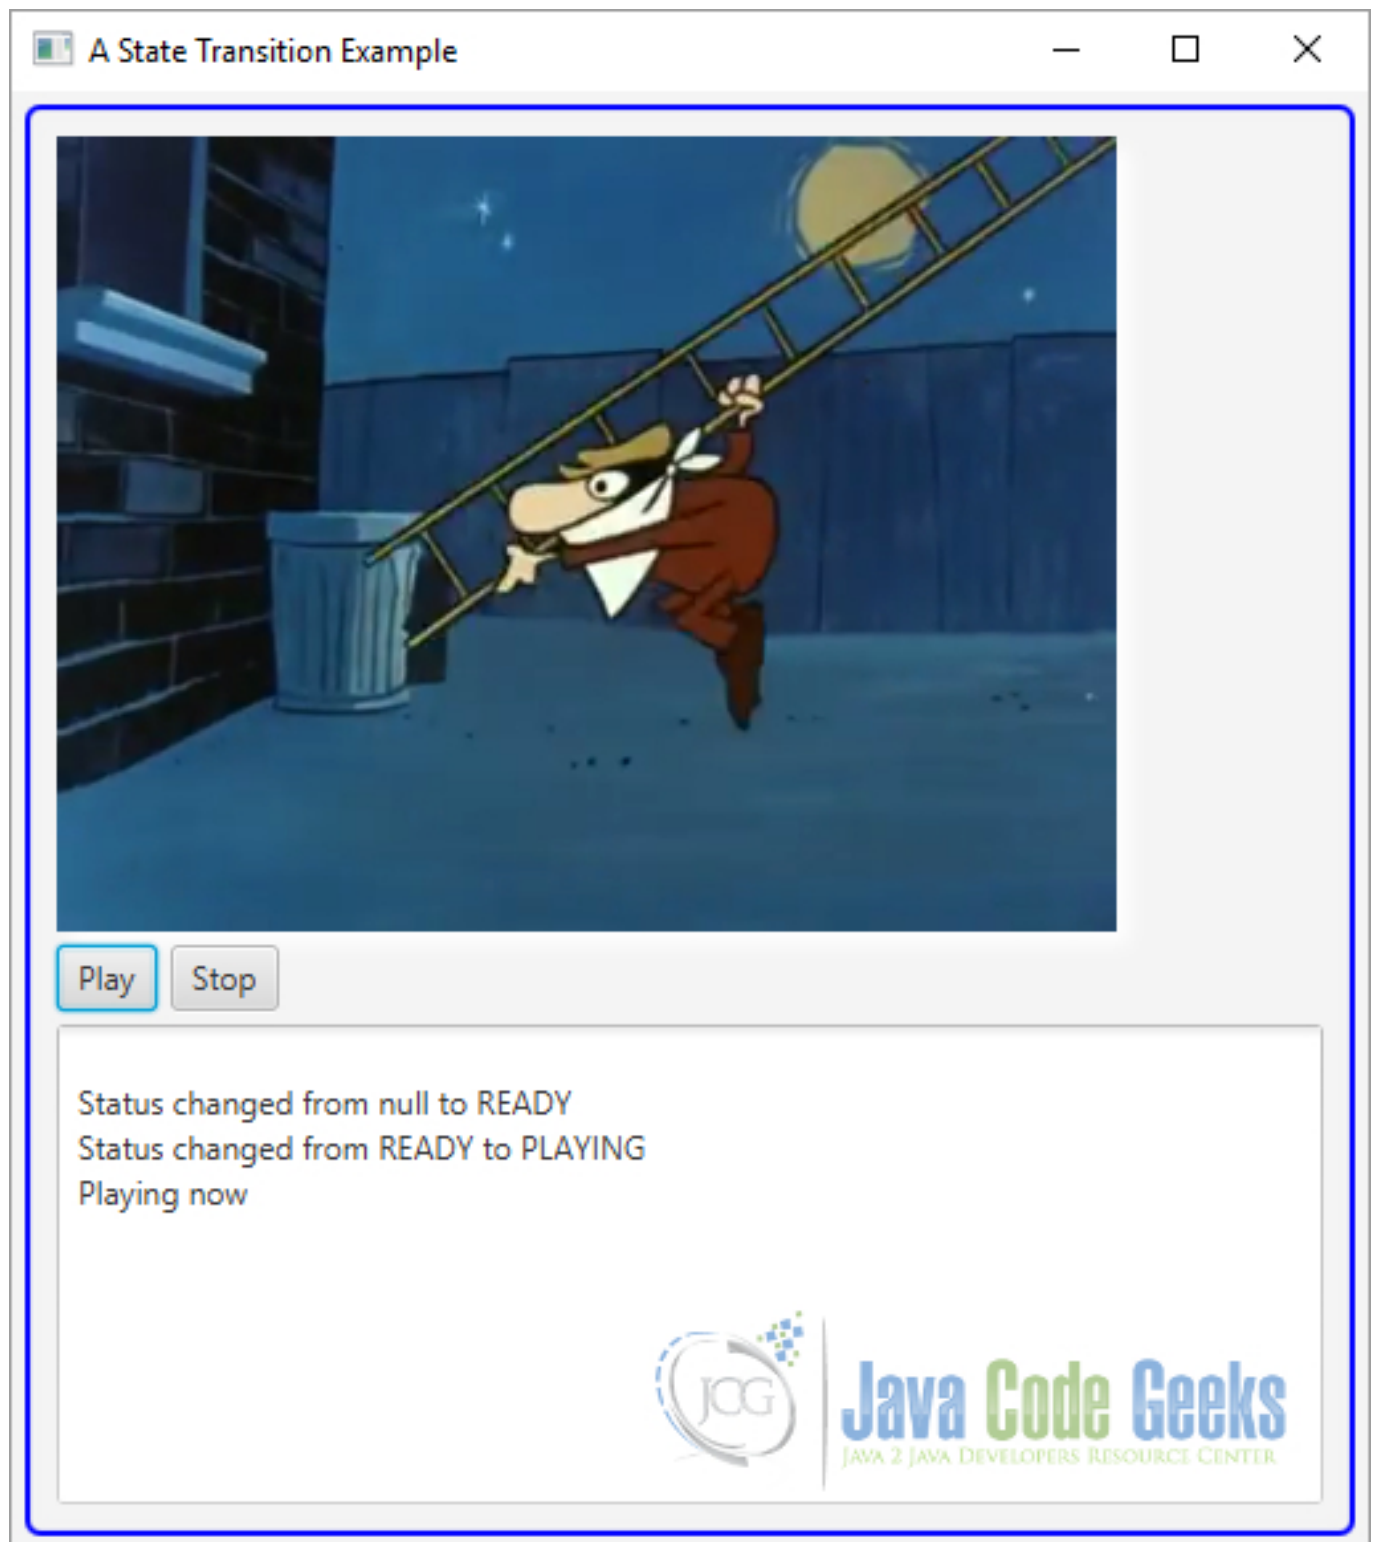 A State Transition Example
Play
Stop
Status changed from null to READY
Status changed from READY to PLAYING
Playing now
JCG
Java Code Geeks
JAVA 2 JAVA DEVELOPERS RESOURCE CENTER